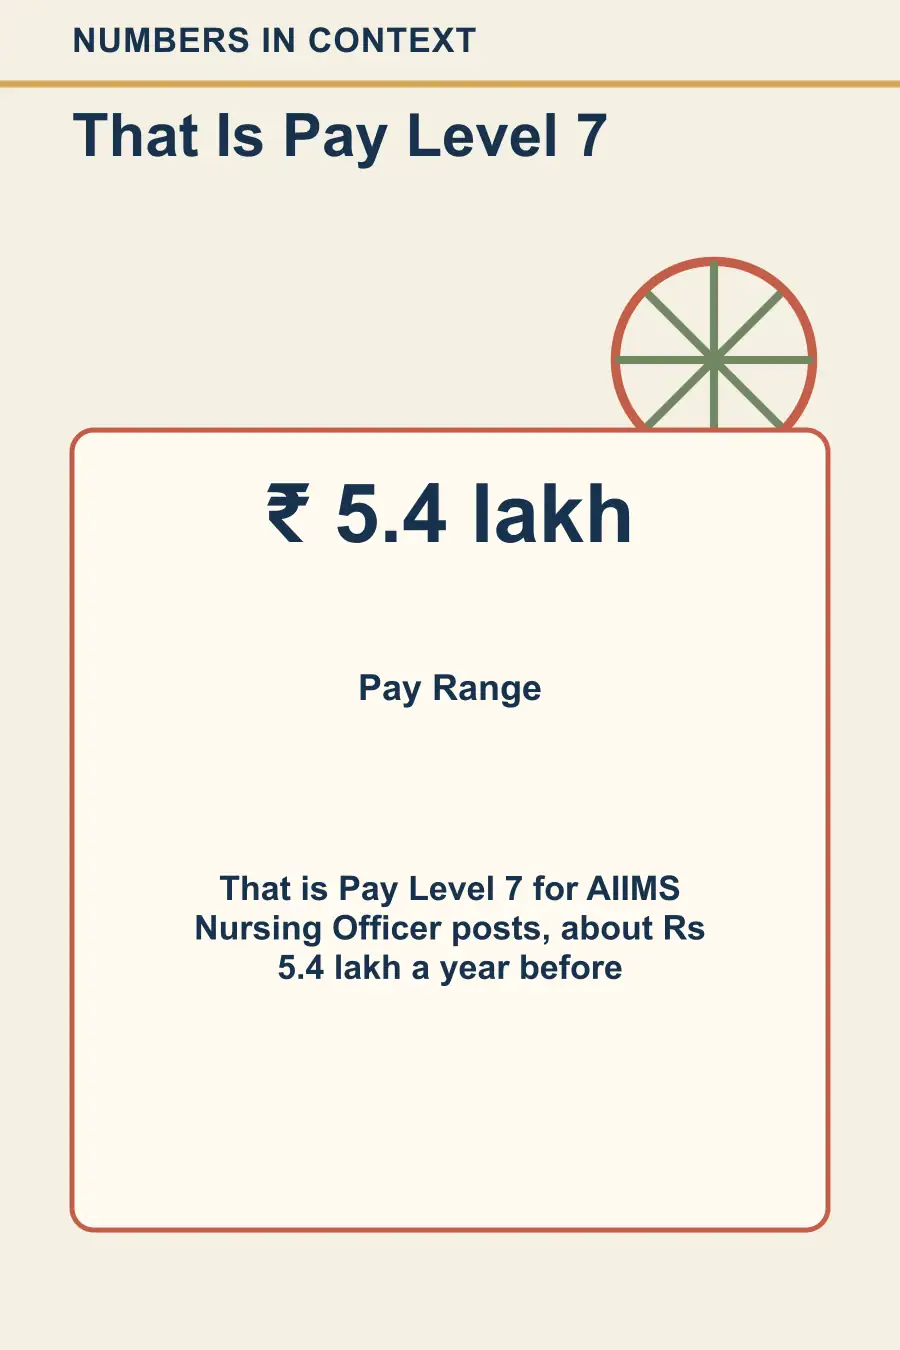 NUMBERS IN CONTEXT
That Is Pay Level 7
₹ 5.4 lakh
Pay Range
That is Pay Level 7 for AIIMS
Nursing Officer posts, about Rs
5.4 lakh a year before